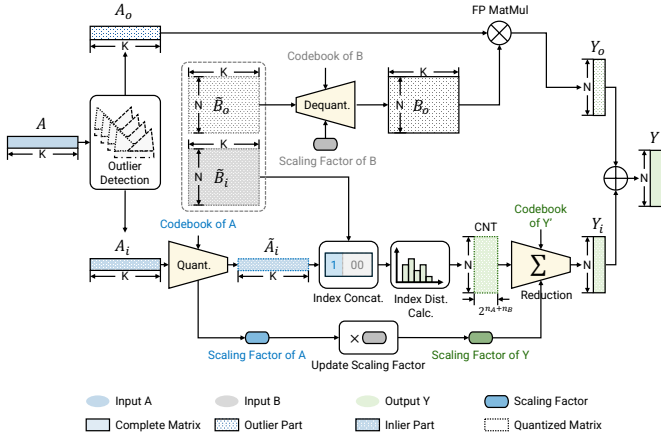 A_o
K
FP MatMul
Codebook of B
K
N
B̃_o
Dequant.
K
N
B_o
Y_o
N
A
K
Outlier
Detection
K
N
B̃_i
Scaling Factor of B
Y
N
Codebook of A
Codebook
of Y'
A_i
K
Quant.
Ã_i
K
1 00
Index Concat.
Index Dist.
Calc.
CNT
N
2^{n_A+n_B}
Σ
Reduction
Y_i
N
Scaling Factor of A
×
Update Scaling Factor
Scaling Factor of Y
Input A
Input B
Output Y
Scaling Factor
Complete Matrix
Outlier Part
Inlier Part
Quantized Matrix